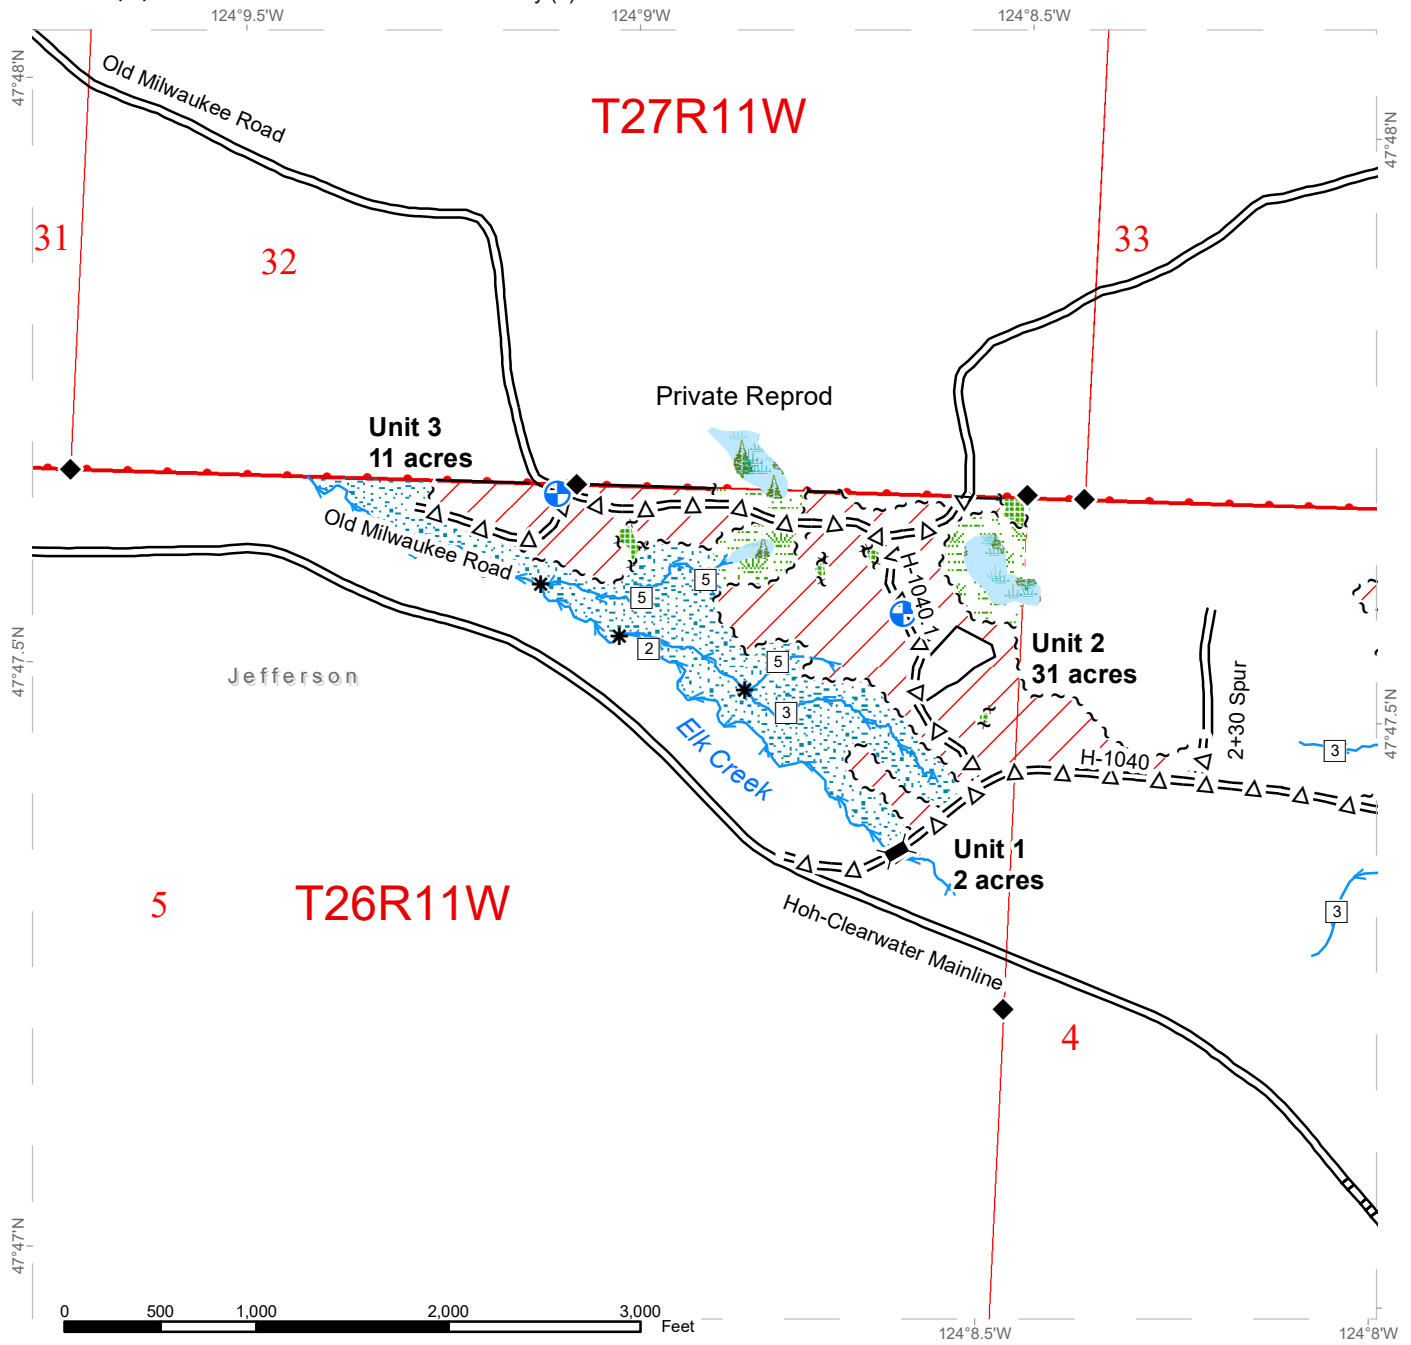 124°9.5'W
124°9'W
124°8.5'W
47°48'N
47°48'N
Old Milwaukee Road
T27R11W
31
32
33
Private Reprod
Unit 3
11 acres
Old Milwaukee Road
5
5
2
5
3
H-1040.1
Unit 2
31 acres
47°47.5'N
47°47.5'N
Jefferson
Elk Creek
2+30 Spur
H-1040
3
Unit 1
2 acres
5
T26R11W
Hoh-Clearwater Mainline
3
4
47°47'N
0
500
1,000
2,000
3,000
Feet
124°8.5'W
124°8'W